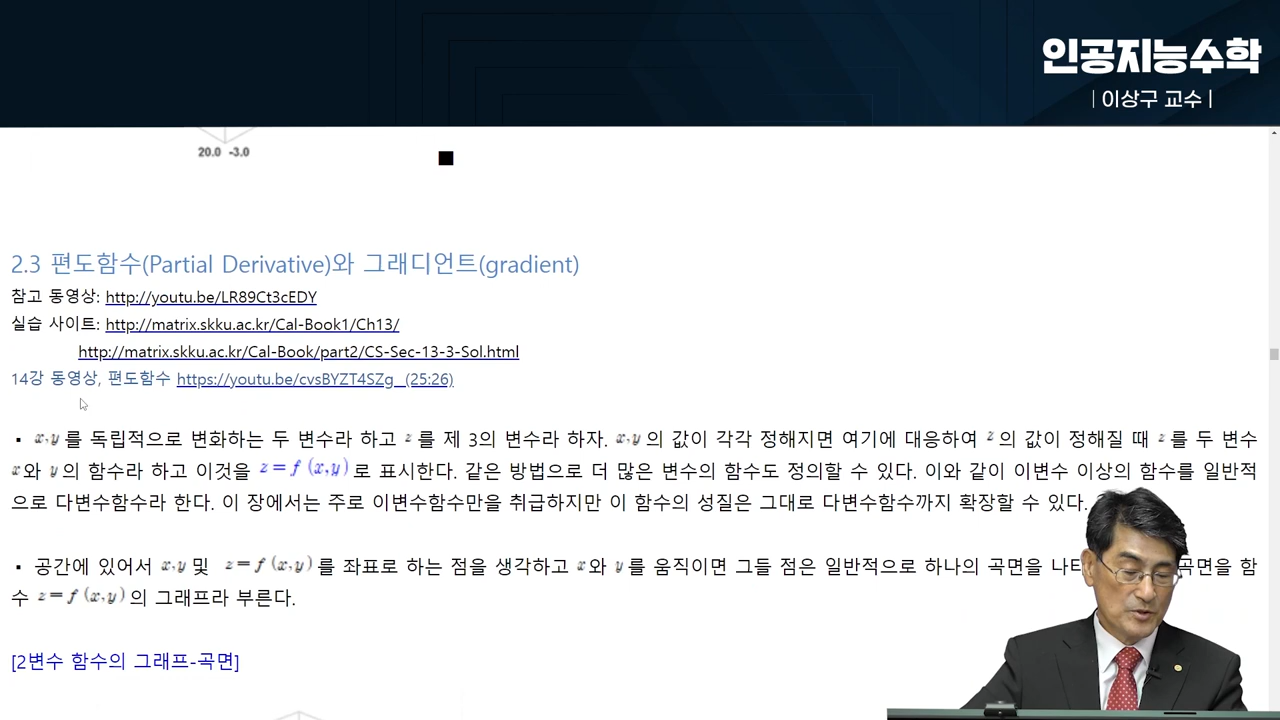 인공지능수학
| 이상구 교수 |
20.0 -3.0
2.3 편도함수(Partial Derivative)와 그래디언트(gradient)
참고 동영상: http://youtu.be/LR89Ct3cEDY
실습 사이트: http://matrix.skku.ac.kr/Cal-Book1/Ch13/
http://matrix.skku.ac.kr/Cal-Book/part2/CS-Sec-13-3-Sol.html
14강 동영상, 편도함수 https://youtu.be/cvsBYZT4SZg (25:26)
▪ x,y 를 독립적으로 변화하는 두 변수라 하고 z 를 제 3의 변수라 하자. x,y 의 값이 각각 정해지면 여기에 대응하여 z 의 값이 정해질 때 z 를 두 변수
x와 y의 함수라 하고 이것을 z = f (x,y) 로 표시한다. 같은 방법으로 더 많은 변수의 함수도 정의할 수 있다. 이와 같이 이변수 이상의 함수를 일반적
으로 다변수함수라 한다. 이 장에서는 주로 이변수함수만을 취급하지만 이 함수의 성질은 그대로 다변수함수까지 확장할 수 있다.
▪ 공간에 있어서 x,y 및 z = f (x,y) 를 좌표로 하는 점을 생각하고 x와 y를 움직이면 그들 점은 일반적으로 하나의 곡면을 곡면을 함
수 z = f (x,y) 의 그래프라 부른다.
[2변수 함수의 그래프-곡면]